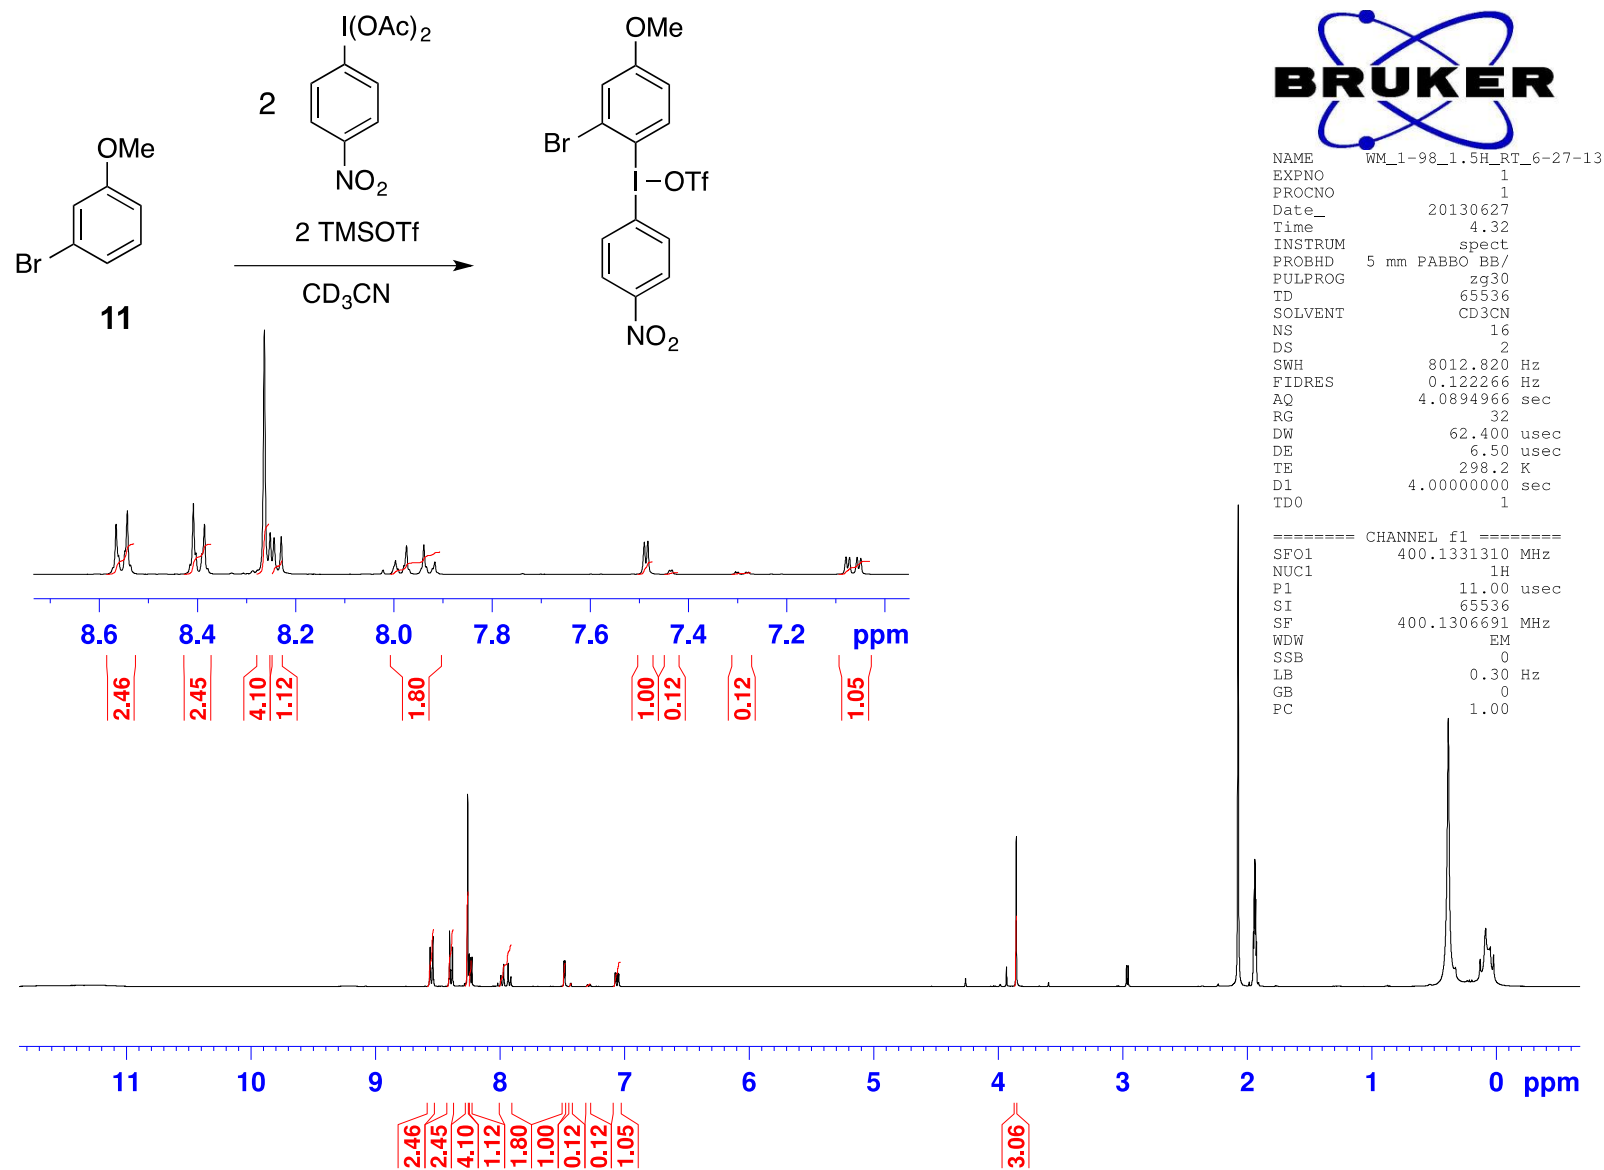 I(OAc)2
2
NO2
OMe
Br
11
2 TMSOTf
CD3CN
OMe
Br
I–OTf
NO2
BRUKER
NAME WM_1-98_1.5H_RT_6-27-13
EXPNO 1
PROCNO 1
Date_ 20130627
Time 4.32
INSTRUM spect
PROBHD 5 mm PABBO BB/
PULPROG zg30
TD 65536
SOLVENT CD3CN
NS 16
DS 2
SWH 8012.820 Hz
FIDRES 0.122266 Hz
AQ 4.0894966 sec
RG 32
DW 62.400 usec
DE 6.50 usec
TE 298.2 K
D1 4.00000000 sec
TD0 1
======== CHANNEL f1 ========
SFO1 400.1331310 MHz
NUC1 1H
P1 11.00 usec
SI 65536
SF 400.1306691 MHz
WDW EM
SSB 0
LB 0.30 Hz
GB 0
PC 1.00
8.6 8.4 8.2 8.0 7.8 7.6 7.4 7.2 ppm
2.46 2.45 4.10 1.12 1.80 1.00 0.12 0.12 1.05
11 10 9 8 7 6 5 4 3 2 1 0 ppm
2.46 2.45 4.10 1.12 1.80 1.00 0.12 0.12 1.05 3.06